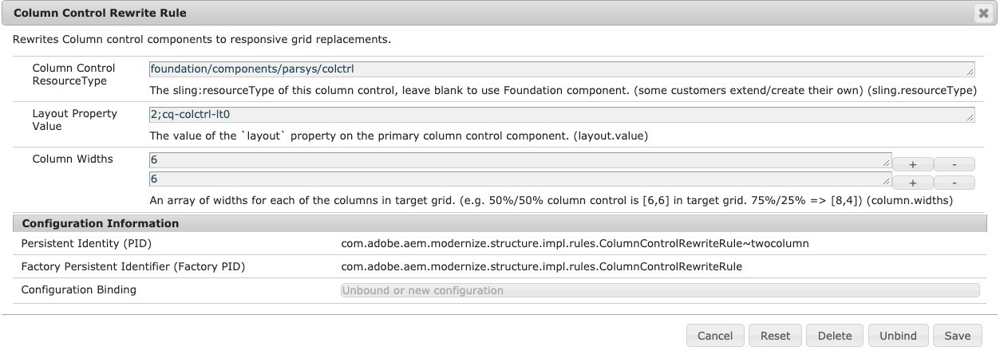 Column Control Rewrite Rule
Rewrites Column control components to responsive grid replacements.
Column Control
ResourceType
foundation/components/parsys/colctrl
The sling:resourceType of this column control, leave blank to use Foundation component. (some customers extend/create their own) (sling.resourceType)
Layout Property
Value
2;cq-colctrl-lt0
The value of the `layout` property on the primary column control component. (layout.value)
Column Widths
6 + -
6 + -
An array of widths for each of the columns in target grid. (e.g. 50%/50% column control is [6,6] in target grid. 75%/25% => [8,4]) (column.widths)
Configuration Information
Persistent Identity (PID) com.adobe.aem.modernize.structure.impl.rules.ColumnControlRewriteRule~twocolumn
Factory Persistent Identifier (Factory PID) com.adobe.aem.modernize.structure.impl.rules.ColumnControlRewriteRule
Configuration Binding Unbound or new configuration
Cancel Reset Delete Unbind Save